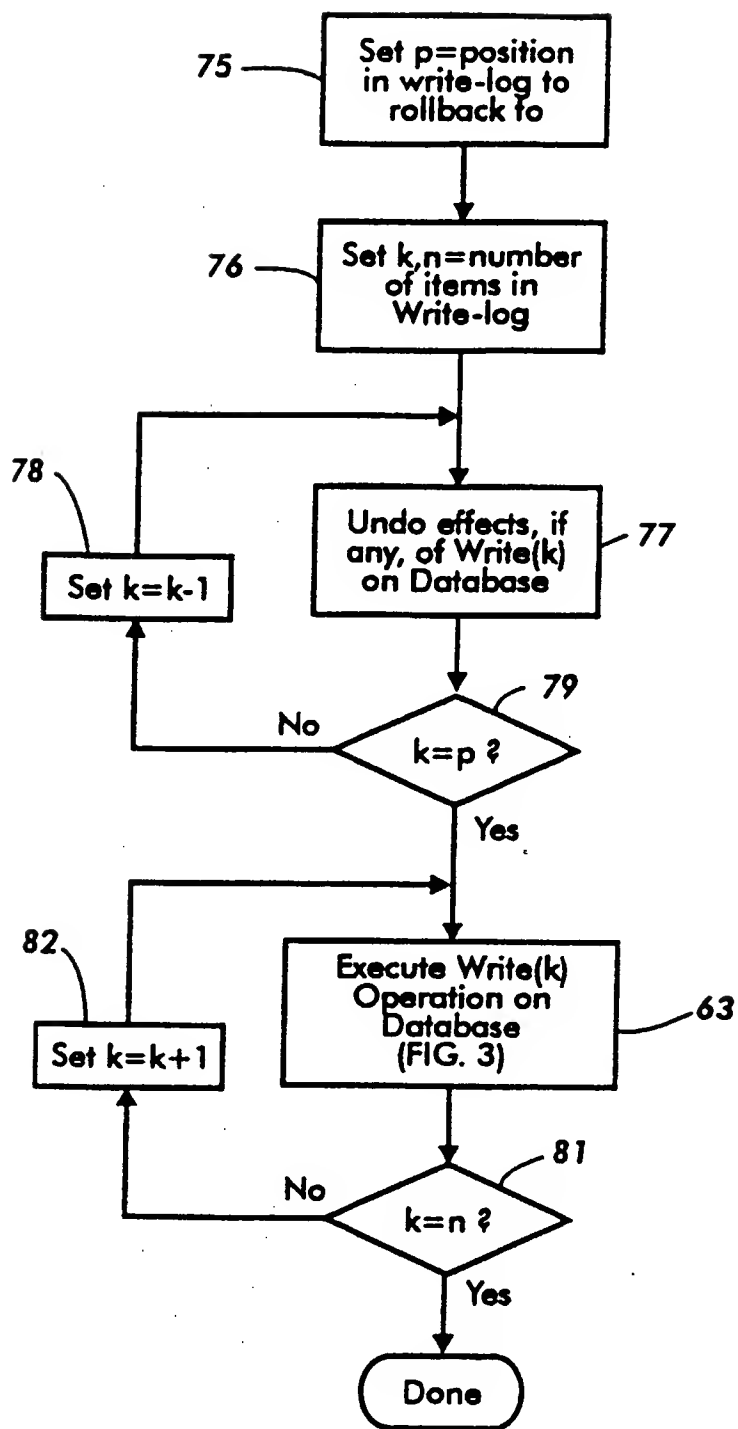 75
Set p=position
in write-log to
rollback to
76
Set k,n=number
of items in
Write-log
78
Set k=k-1
Undo effects, if
any, of Write(k)
on Database
77
79
No
k=p ?
Yes
82
Set k=k+1
Execute Write(k)
Operation on
Database
(FIG. 3)
63
81
No
k=n ?
Yes
Done